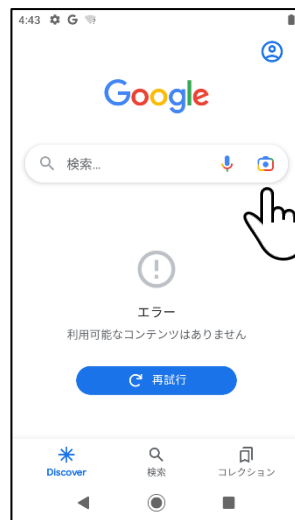 4:43 G
Google
検索...
エラー
利用可能なコンテンツはありません
再試行
Discover 検索 コレクション